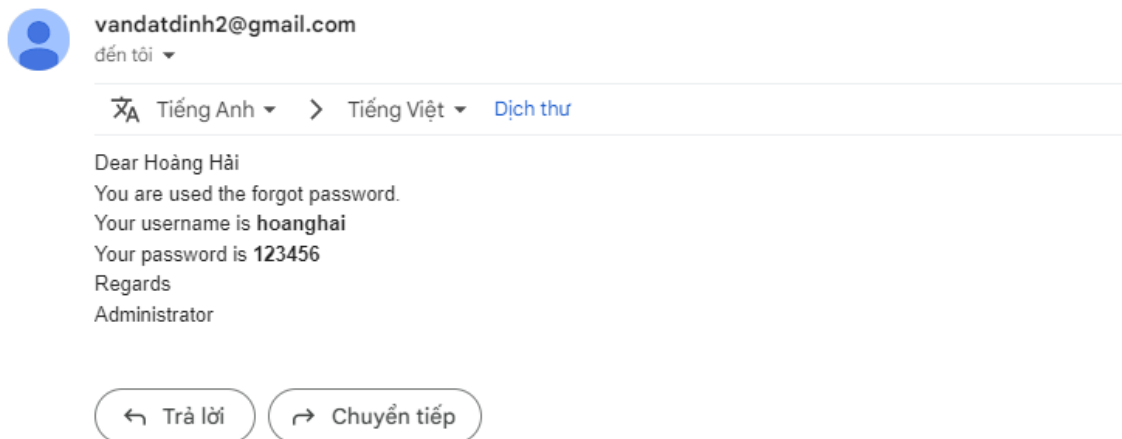 vandatdinh2@gmail.com
đến tôi
Tiếng Anh > Tiếng Việt Dịch thư
Dear Hoàng Hải
You are used the forgot password.
Your username is hoanghai
Your password is 123456
Regards
Administrator
Trả lời Chuyển tiếp